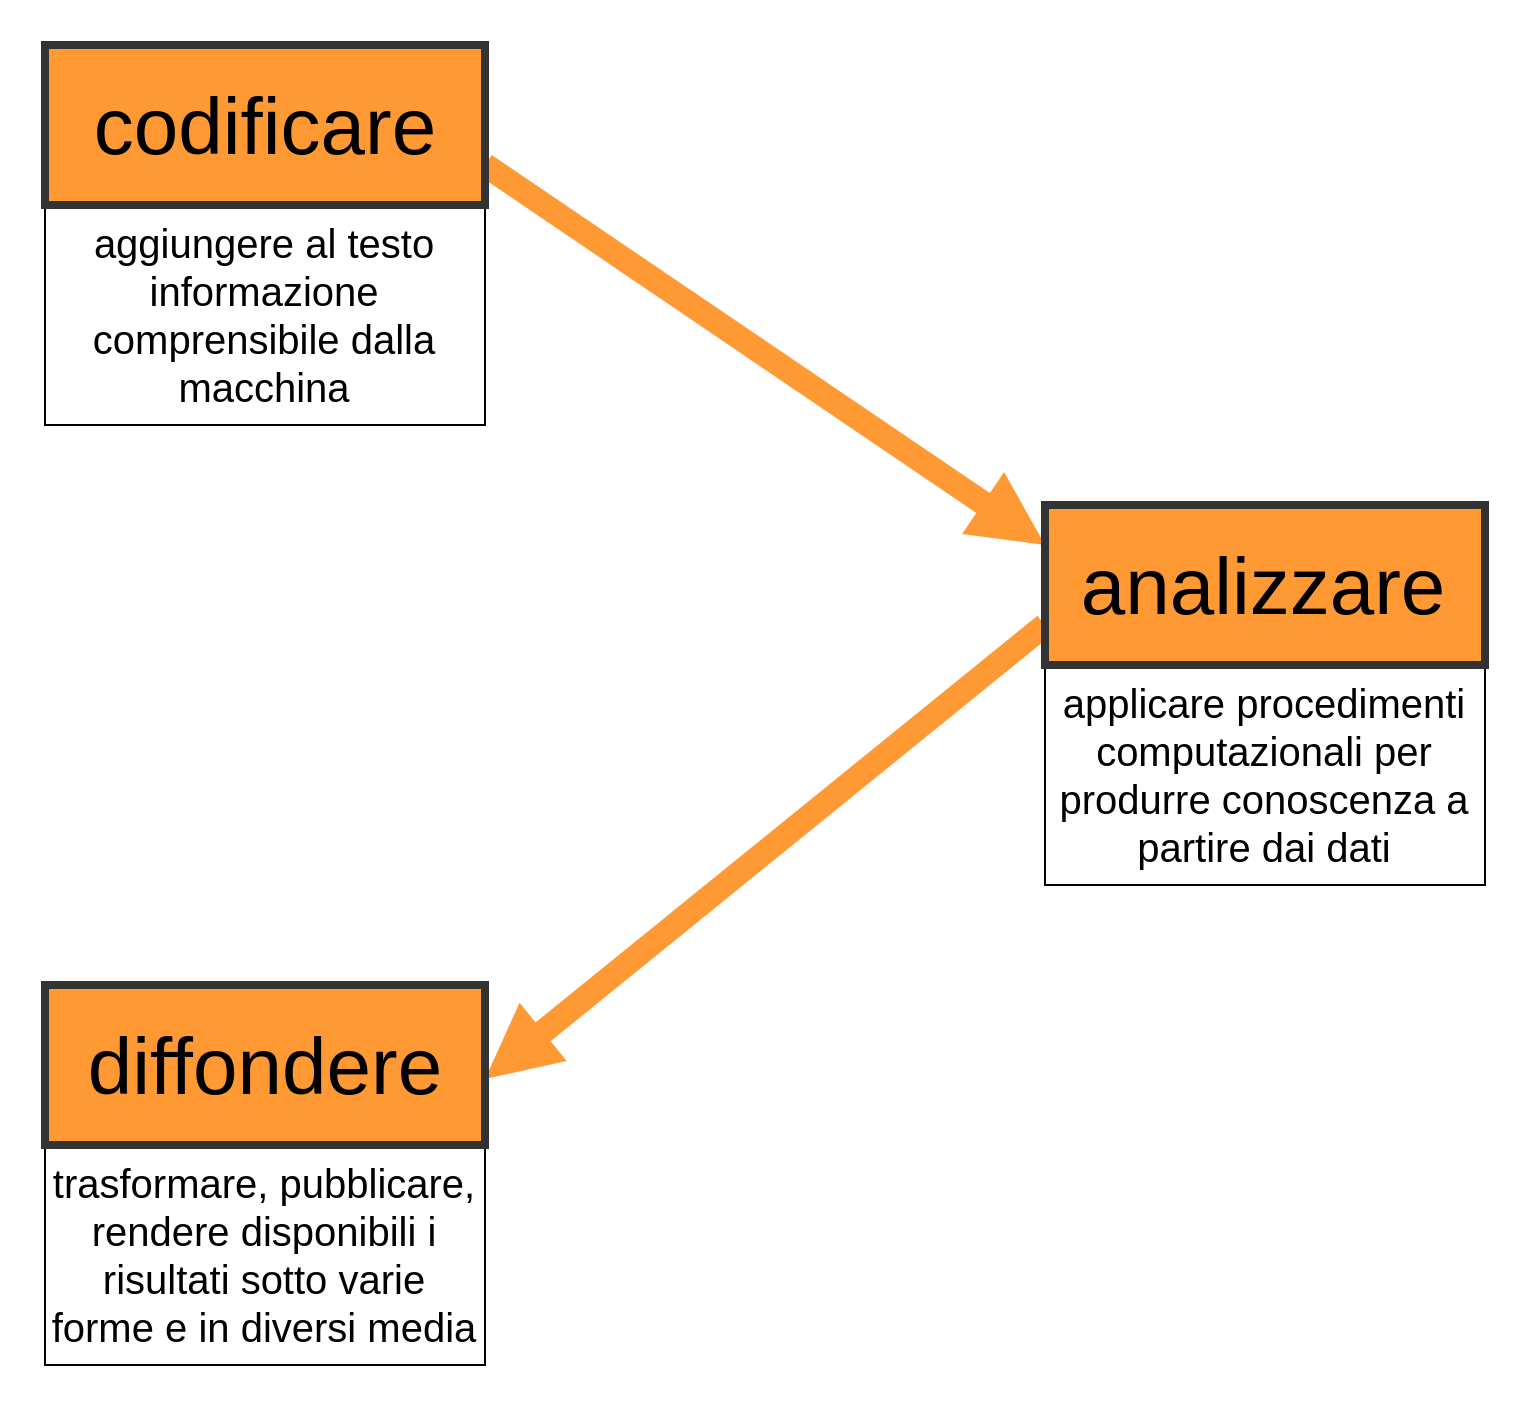 codificare
aggiungere al testo
informazione
comprensibile dalla
macchina
analizzare
applicare procedimenti
computazionali per
produrre conoscenza a
partire dai dati
diffondere
trasformare, pubblicare,
rendere disponibili i
risultati sotto varie
forme e in diversi media